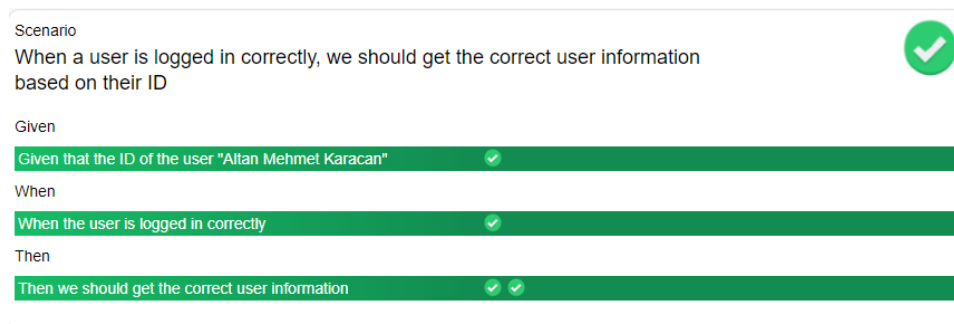 Scenario
When a user is logged in correctly, we should get the correct user information
based on their ID
Given
Given that the ID of the user "Altan Mehmet Karacan"
When
When the user is logged in correctly
Then
Then we should get the correct user information